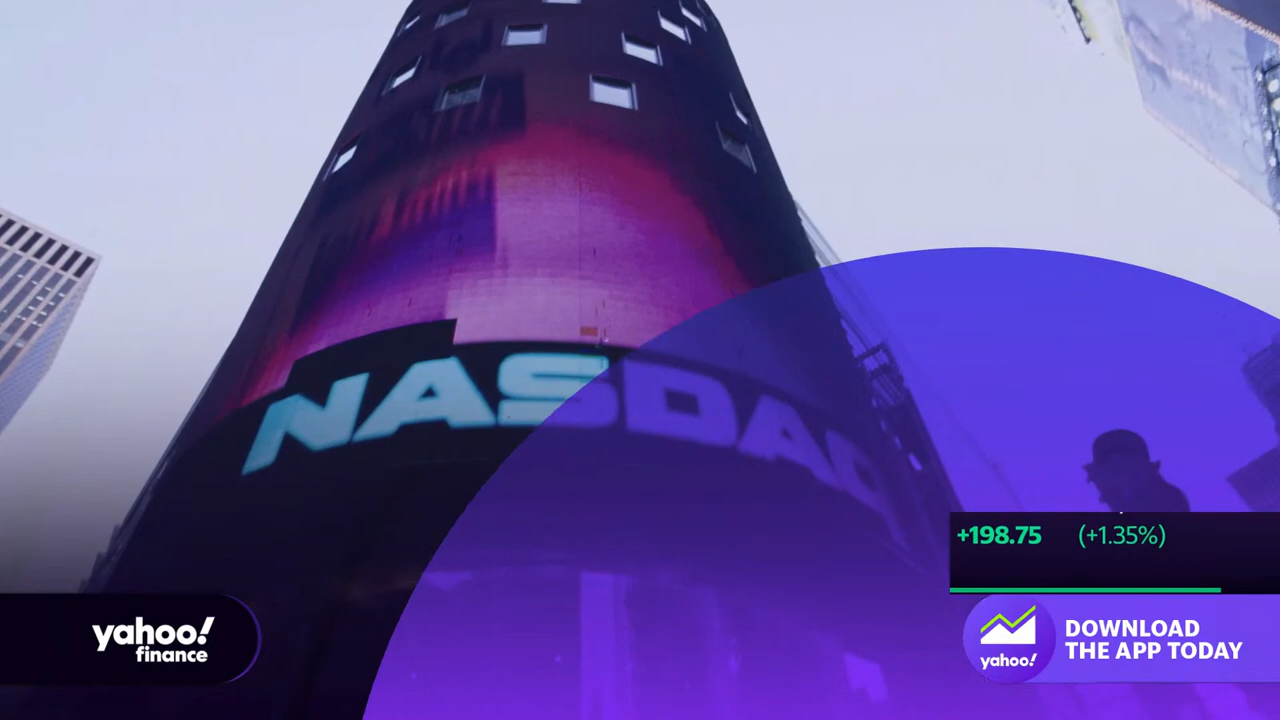 NASDAQ
+198.75 (+1.35%)
yahoo!
finance
yahoo!
DOWNLOAD
THE APP TODAY